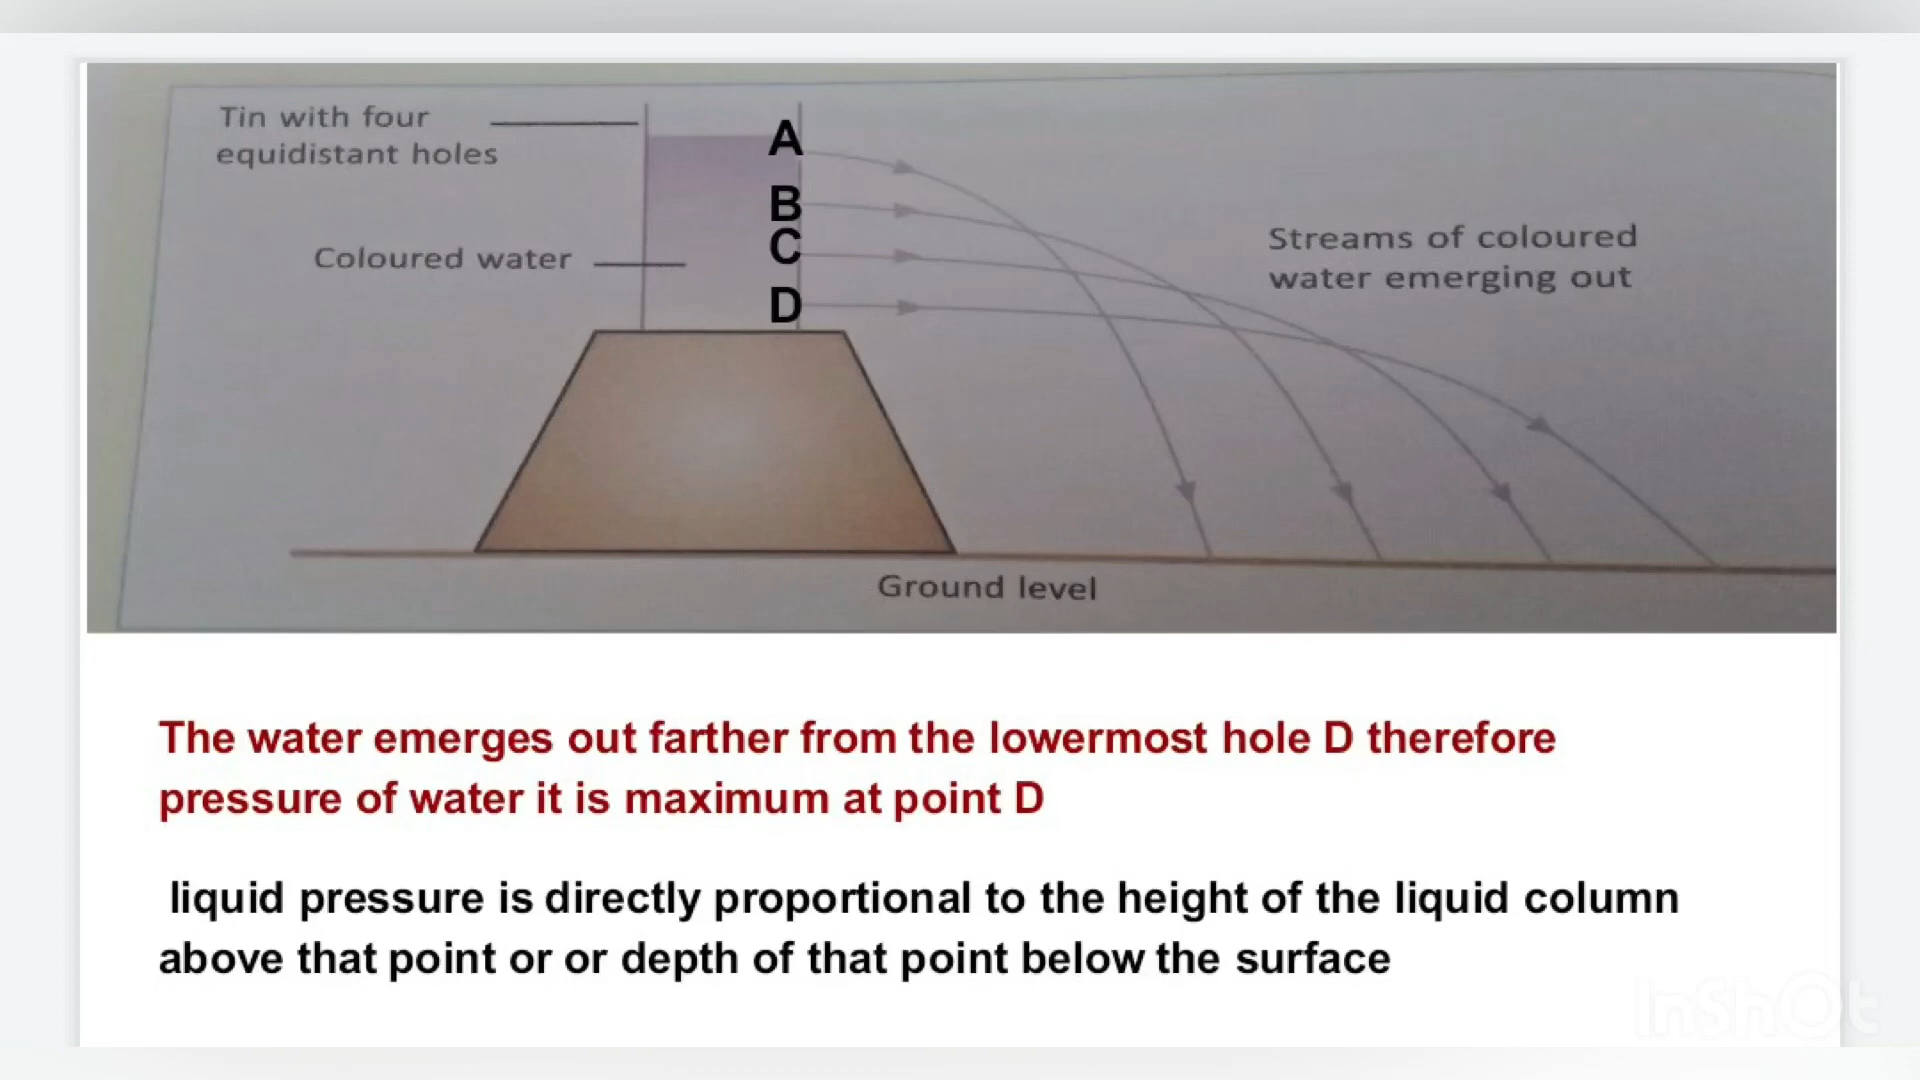 Tin with four
equidistant holes
A
B
C
D
Coloured water
Streams of coloured
water emerging out
Ground level
The water emerges out farther from the lowermost hole D therefore
pressure of water it is maximum at point D
liquid pressure is directly proportional to the height of the liquid column
above that point or or depth of that point below the surface
InShOt